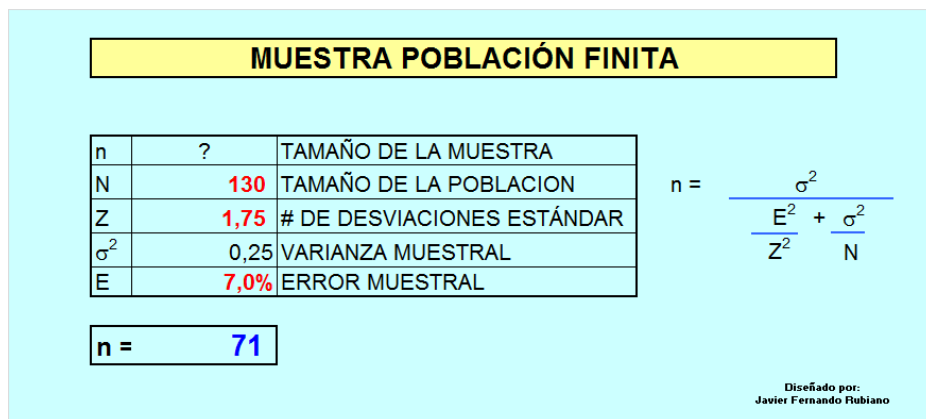 MUESTRA POBLACIÓN FINITA
n ? TAMAÑO DE LA MUESTRA
N 130 TAMAÑO DE LA POBLACION
Z 1,75 # DE DESVIACIONES ESTÁNDAR
σ² 0,25 VARIANZA MUESTRAL
E 7,0% ERROR MUESTRAL
n = σ²
E² + σ²
Z² N
n = 71
Diseñado por:
Javier Fernando Rubiano